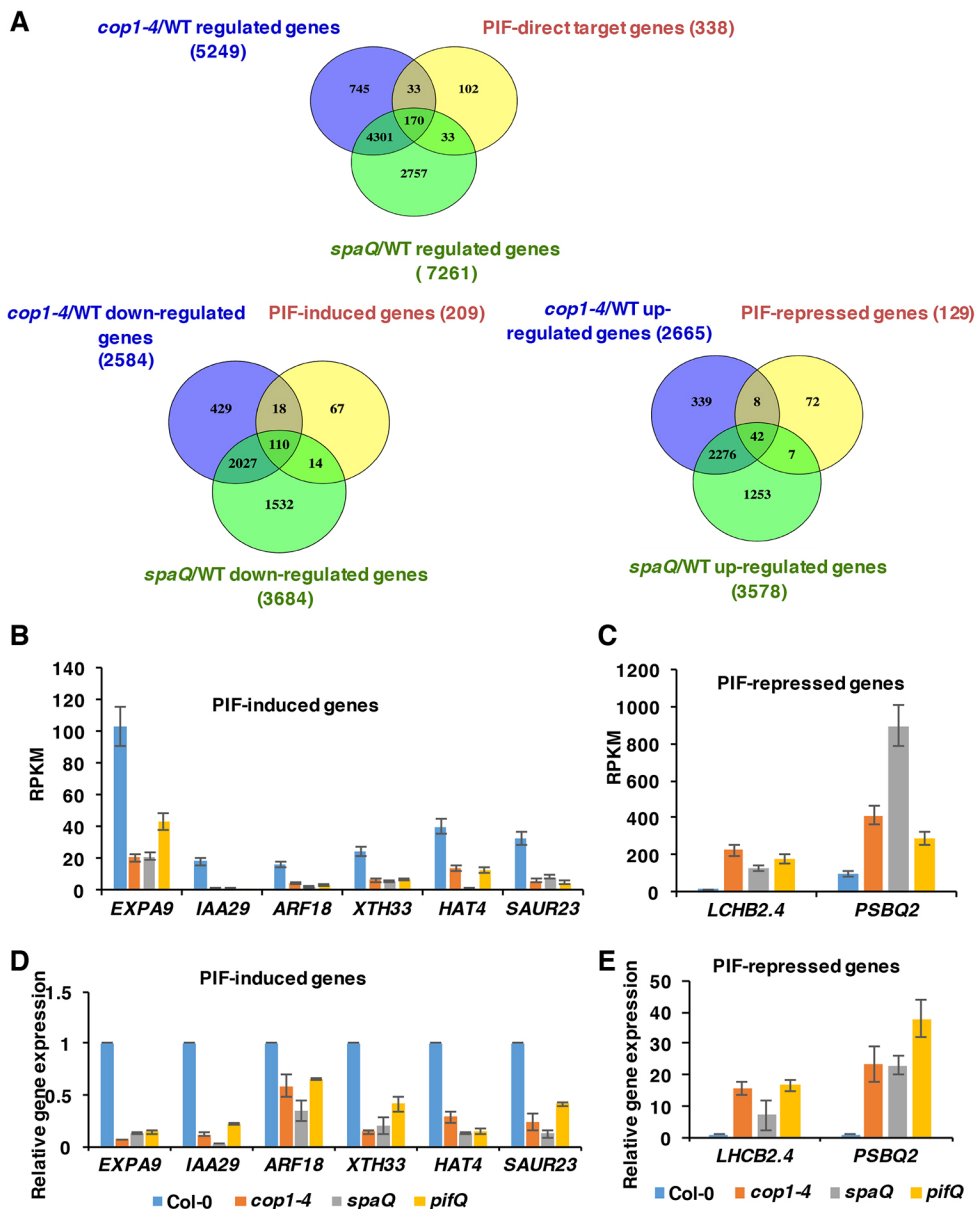 A
cop1-4/WT regulated genes
(5249)
PIF-direct target genes (338)
745
33
102
170
4301
33
2757
spaQ/WT regulated genes
( 7261)
cop1-4/WT down-regulated
genes
(2584)
PIF-induced genes (209)
429
18
67
110
2027
14
1532
spaQ/WT down-regulated genes
(3684)
cop1-4/WT up-
regulated genes (2665)
PIF-repressed genes (129)
339
8
72
42
2276
7
1253
spaQ/WT up-regulated genes
(3578)
B
PIF-induced genes
RPKM
140
120
100
80
60
40
20
0
EXPA9 IAA29 ARF18 XTH33 HAT4 SAUR23
C
PIF-repressed genes
RPKM
1200
1000
800
600
400
200
0
LCHB2.4 PSBQ2
D
PIF-induced genes
Relative gene expression
1.5
1
0.5
0
EXPA9 IAA29 ARF18 XTH33 HAT4 SAUR23
Col-0 cop1-4 spaQ pifQ
E
PIF-repressed genes
Relative gene expression
50
40
30
20
10
0
LHCB2.4 PSBQ2
Col-0 cop1-4 spaQ pifQ